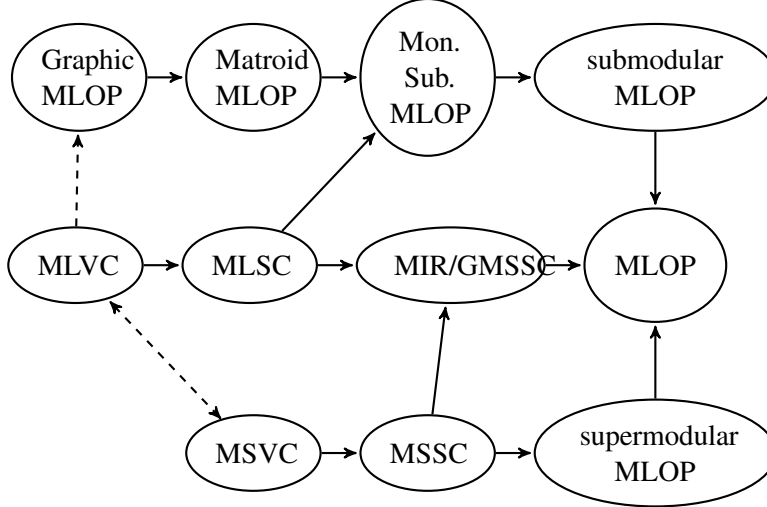 Graphic
MLOP
Matroid
MLOP
Mon.
Sub.
MLOP
submodular
MLOP
MLVC
MLSC
MIR/GMSSC
MLOP
MSVC
MSSC
supermodular
MLOP